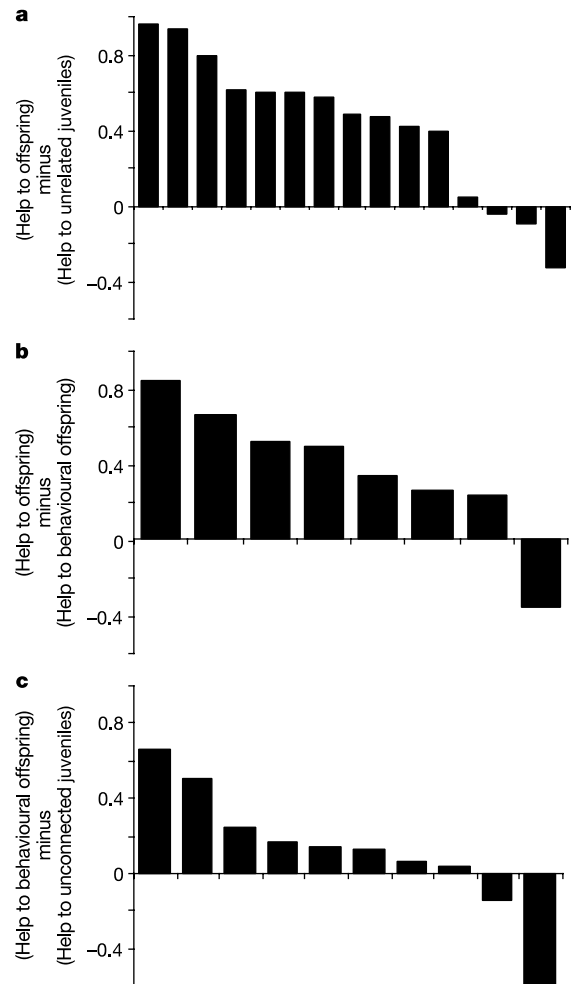 a
(Help to offspring)
minus
(Help to unrelated juveniles)
0.8
0.4
0
–0.4
b
(Help to offspring)
minus
(Help to behavioural offspring)
0.8
0.4
0
–0.4
c
(Help to behavioural offspring)
minus
(Help to unconnected juveniles)
0.8
0.4
0
–0.4